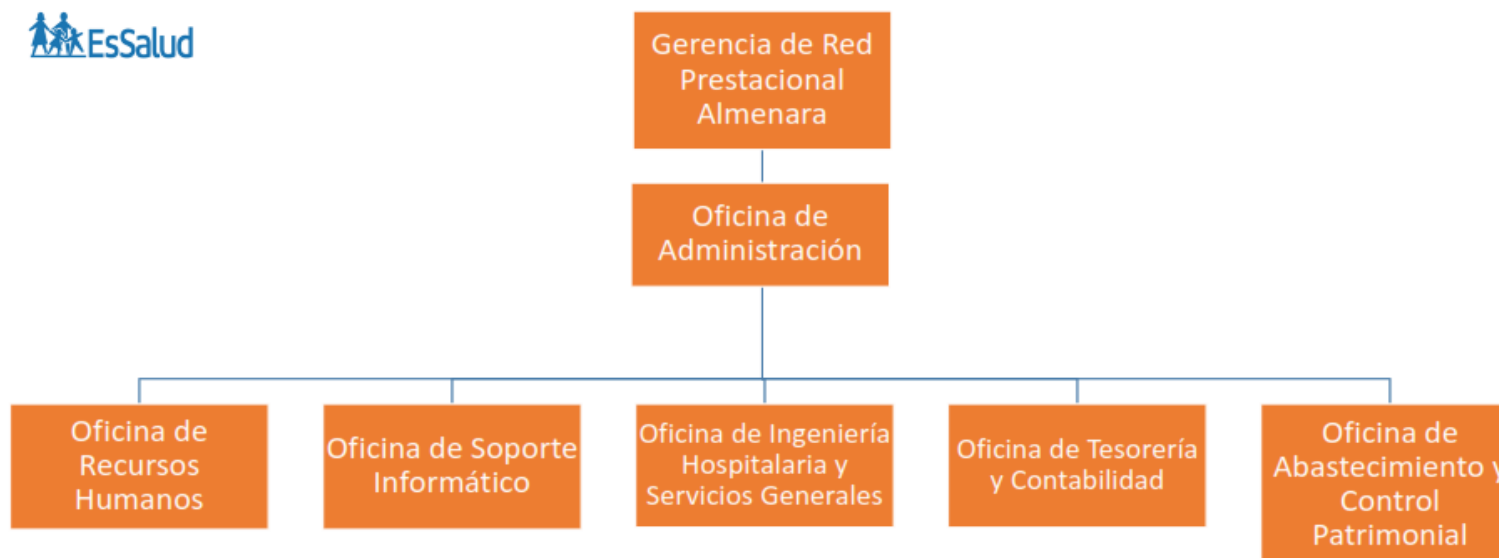 EsSalud
Gerencia de Red
Prestacional
Almenara
Oficina de
Administración
Oficina de
Recursos
Humanos
Oficina de Soporte
Informático
Oficina de Ingeniería
Hospitalaria y
Servicios Generales
Oficina de Tesorería
y Contabilidad
Oficina de
Abastecimiento y
Control
Patrimonial